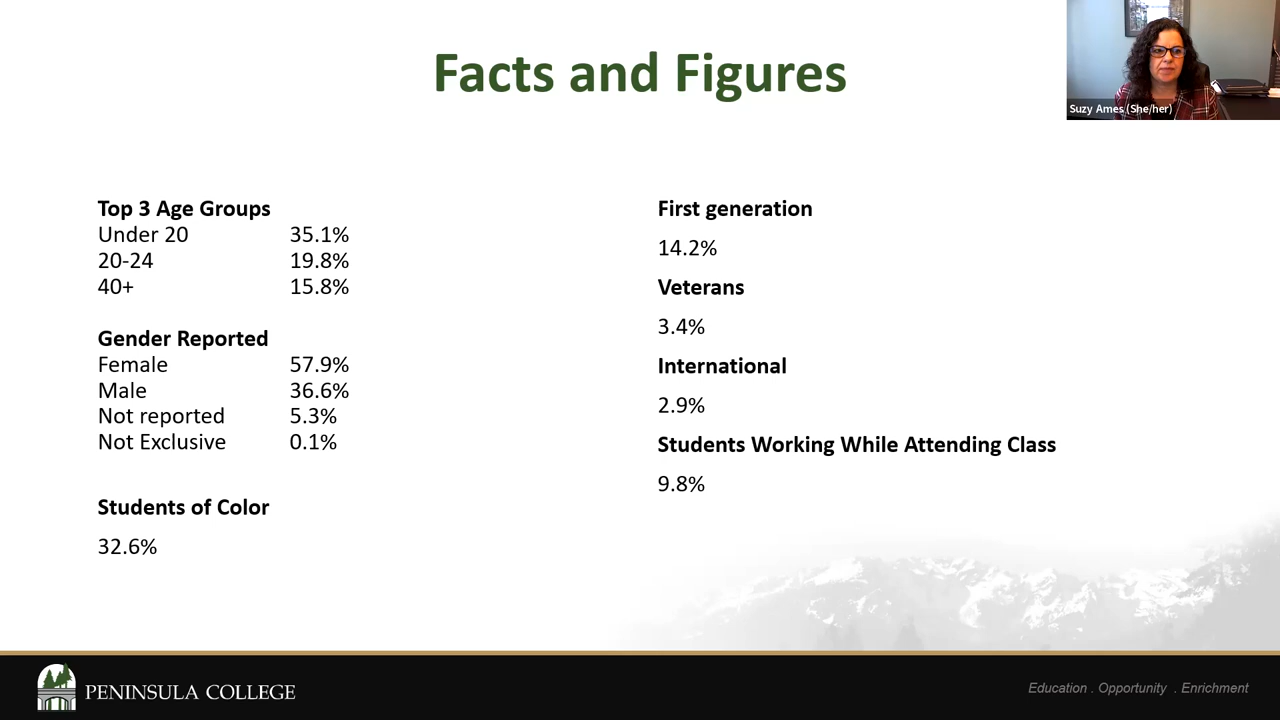 Facts and Figures
Suzy Ames (She/her)
Top 3 Age Groups
Under 20 35.1%
20-24 19.8%
40+ 15.8%
Gender Reported
Female 57.9%
Male 36.6%
Not reported 5.3%
Not Exclusive 0.1%
Students of Color
32.6%
First generation
14.2%
Veterans
3.4%
International
2.9%
Students Working While Attending Class
9.8%
PENINSULA COLLEGE
Education . Opportunity . Enrichment